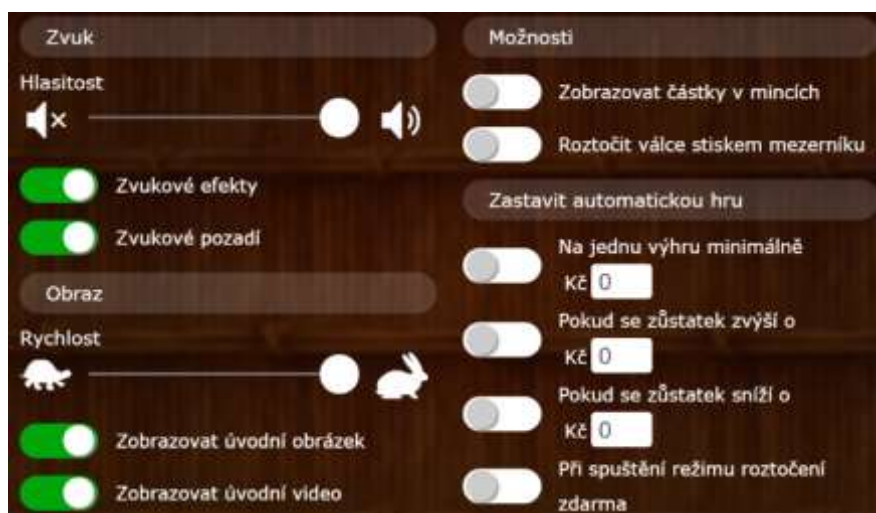 Zvuk
Hlasitost
Zvukové efekty
Zvukové pozadí
Obraz
Rychlost
Zobrazovat úvodní obrázek
Zobrazovat úvodní video
Možnosti
Zobrazovat částky v mincích
Roztočit válce stiskem mezerníku
Zastavit automatickou hru
Na jednu výhru minimálně
Kč 0
Pokud se zůstatek zvýší o
Kč 0
Pokud se zůstatek sníží o
Kč 0
Při spuštění režimu roztočení
zdarma